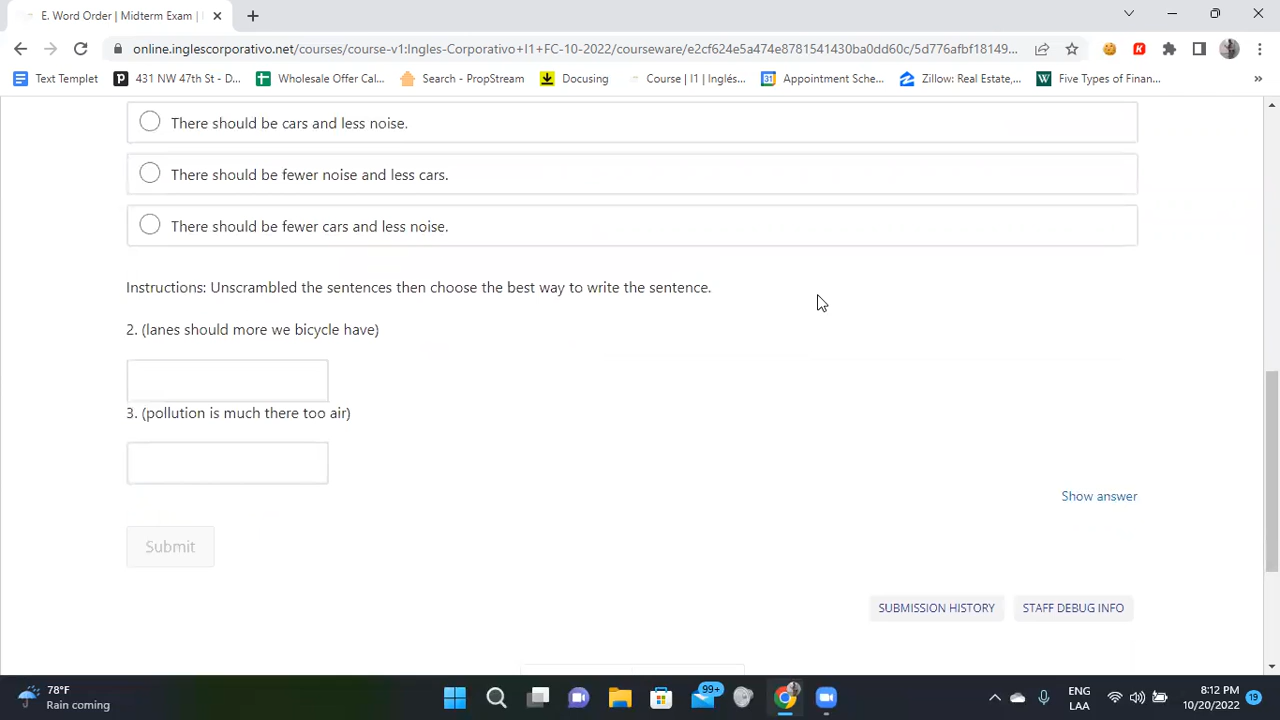 E. Word Order | Midterm Exam |
online.inglescorporativo.net/courses/course-v1:Ingles-Corporativo+I1+FC-10-2022/courseware/e2cf624e5a474e8781541430ba0dd60c/5d776afbf18149...
Text Templet
431 NW 47th St - D...
Wholesale Offer Cal...
Search - PropStream
Docusing
Course | I1 | Inglés...
Appointment Sche...
Zillow: Real Estate,...
Five Types of Finan...
»
There should be cars and less noise.
There should be fewer noise and less cars.
There should be fewer cars and less noise.
Instructions: Unscrambled the sentences then choose the best way to write the sentence.
2. (lanes should more we bicycle have)
3. (pollution is much there too air)
Show answer
Submit
SUBMISSION HISTORY
STAFF DEBUG INFO
78°F
Rain coming
99+
ENG
LAA
8:12 PM
10/20/2022
19